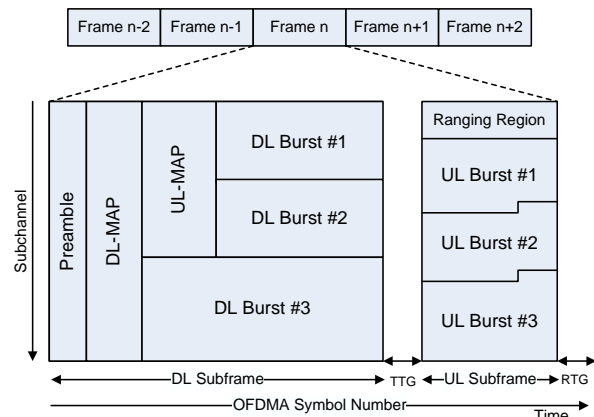 Frame n-2 Frame n-1 Frame n Frame n+1 Frame n+2
Subchannel
Preamble
DL-MAP
UL-MAP
DL Burst #1
DL Burst #2
DL Burst #3
Ranging Region
UL Burst #1
UL Burst #2
UL Burst #3
DL Subframe TTG UL Subframe RTG
OFDMA Symbol Number
Time